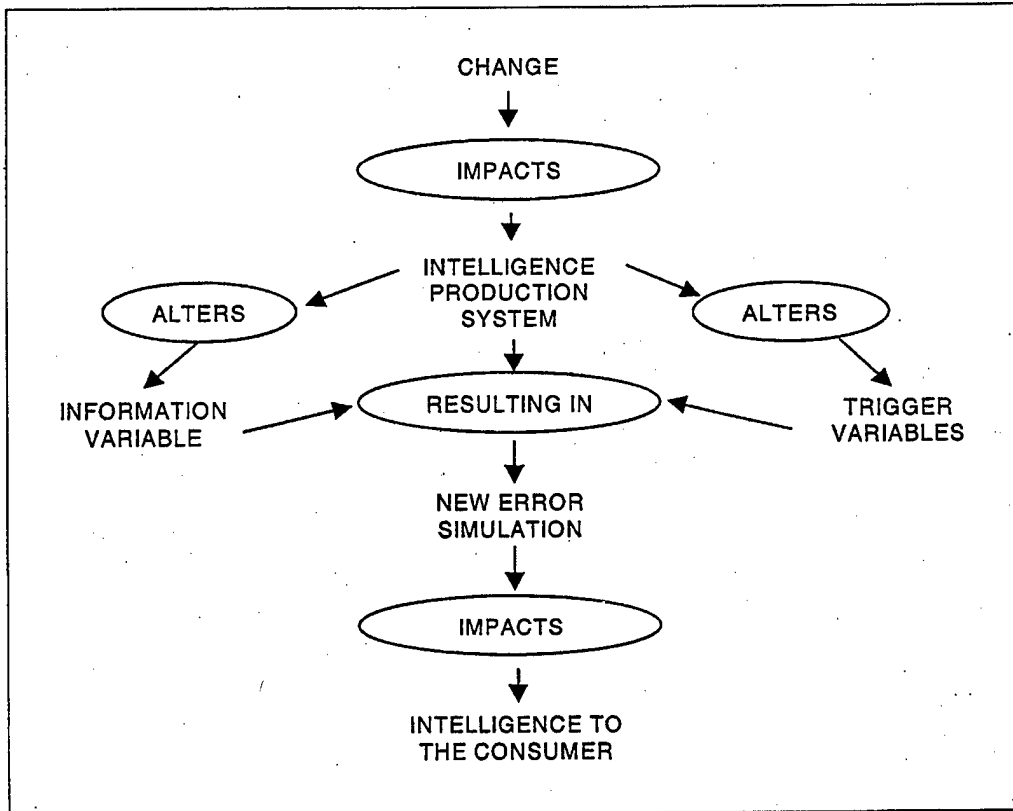 CHANGE
IMPACTS
INTELLIGENCE
PRODUCTION
SYSTEM
ALTERS
ALTERS
INFORMATION
VARIABLE
RESULTING IN
TRIGGER
VARIABLES
NEW ERROR
SIMULATION
IMPACTS
INTELLIGENCE TO
THE CONSUMER